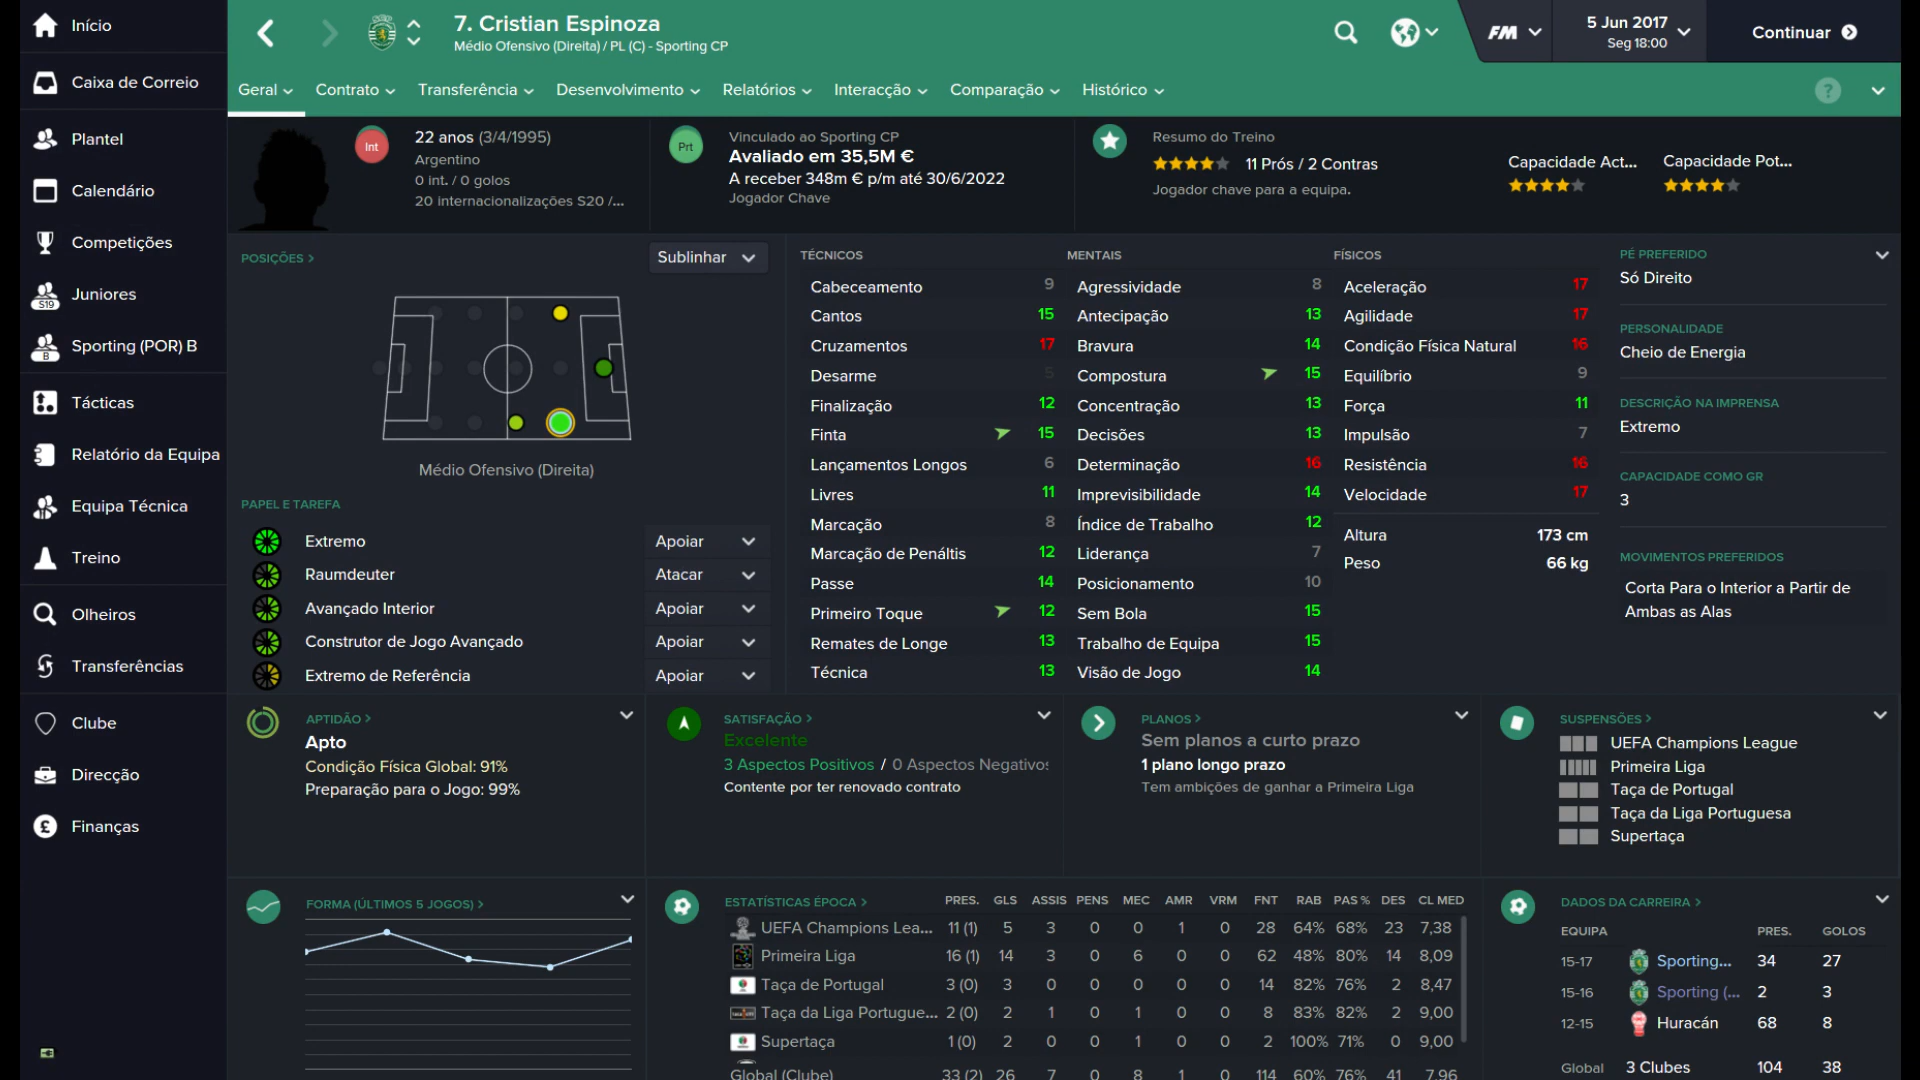 Início
Caixa de Correio
Plantel
Calendário
Competições
S19
Juniores
B
Sporting (POR) B
Tácticas
Relatório da Equipa
Equipa Técnica
Treino
Olheiros
Transferências
Clube
Direcção
£
Finanças
7. Cristian Espinoza
Médio Ofensivo (Direita) / PL (C) - Sporting CP
FM
5 Jun 2017
Seg 18:00
Continuar
Geral Contrato Transferência Desenvolvimento Relatórios Interacção Comparação Histórico ?
Int
22 anos (3/4/1995)
Argentino
0 int. / 0 golos
20 internacionalizações S20 /...
Prt
Vinculado ao Sporting CP
Avaliado em 35,5M €
A receber 348m € p/m até 30/6/2022
Jogador Chave
Resumo do Treino
11 Prós / 2 Contras
Jogador chave para a equipa.
Capacidade Act...
Capacidade Pot...
POSIÇÕES >
Sublinhar
Médio Ofensivo (Direita)
PAPEL E TAREFA
Extremo Apoiar
Raumdeuter Atacar
Avançado Interior Apoiar
Construtor de Jogo Avançado Apoiar
Extremo de Referência Apoiar
TÉCNICOS
Cabeceamento 9
Cantos 15
Cruzamentos 17
Desarme 5
Finalização 12
Finta 15
Lançamentos Longos 6
Livres 11
Marcação 8
Marcação de Penáltis 12
Passe 14
Primeiro Toque 12
Remates de Longe 13
Técnica 13
MENTAIS
Agressividade 8
Antecipação 13
Bravura 14
Compostura 15
Concentração 13
Decisões 13
Determinação 16
Imprevisibilidade 14
Índice de Trabalho 12
Liderança 7
Posicionamento 10
Sem Bola 15
Trabalho de Equipa 15
Visão de Jogo 14
FÍSICOS
Aceleração 17
Agilidade 17
Condição Física Natural 16
Equilíbrio 9
Força 11
Impulsão 7
Resistência 16
Velocidade 17
Altura 173 cm
Peso 66 kg
PÉ PREFERIDO
Só Direito
PERSONALIDADE
Cheio de Energia
DESCRIÇÃO NA IMPRENSA
Extremo
CAPACIDADE COMO GR
3
MOVIMENTOS PREFERIDOS
Corta Para o Interior a Partir de
Ambas as Alas
APTIDÃO >
Apto
Condição Física Global: 91%
Preparação para o Jogo: 99%
SATISFAÇÃO >
Excelente
3 Aspectos Positivos / 0 Aspectos Negativos
Contente por ter renovado contrato
PLANOS >
Sem planos a curto prazo
1 plano longo prazo
Tem ambições de ganhar a Primeira Liga
SUSPENSÕES >
UEFA Champions League
Primeira Liga
Taça de Portugal
Taça da Liga Portuguesa
Supertaça
FORMA (ÚLTIMOS 5 JOGOS) >
ESTATÍSTICAS ÉPOCA > PRES. GLS ASSIS PENS MEC AMR VRM FNT RAB PAS % DES CL MED
UEFA Champions Lea... 11 (1) 5 3 0 0 1 0 28 64% 68% 23 7,38
Primeira Liga 16 (1) 14 3 0 6 0 0 62 48% 80% 14 8,09
Taça de Portugal 3 (0) 3 0 0 0 0 0 14 82% 76% 2 8,47
Taça da Liga Portugue... 2 (0) 2 1 0 1 0 0 8 83% 82% 2 9,00
Supertaça 1 (0) 2 0 0 1 0 0 2 100% 71% 0 9,00
Global (Clube) 33 (2) 26 7 0 8 1 0 114 60% 76% 41 7,96
DADOS DA CARREIRA >
EQUIPA PRES. GOLOS
15-17 Sporting... 34 27
15-16 Sporting (... 2 3
12-15 Huracán 68 8
Global 3 Clubes 104 38